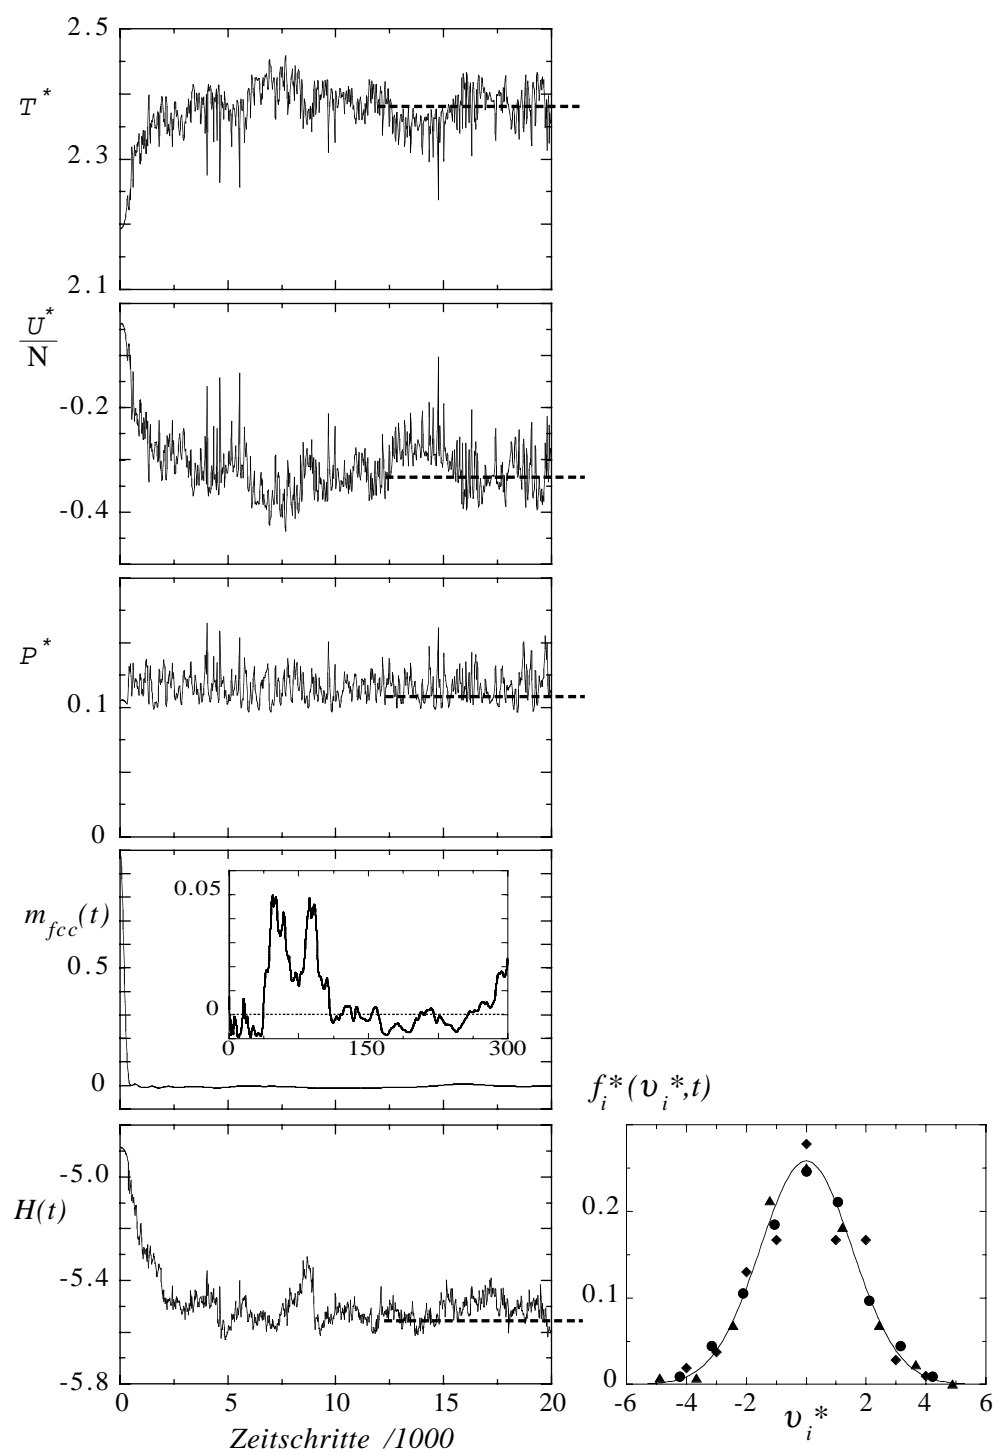 2.5
T*
2.3
2.1
U*
N
-0.2
-0.4
P*
0.1
0
0.05
m_fcc(t)
0.5
0
0 150 300
0
-5.0
H(t)
-5.4
-5.8
0 5 10 15 20
Zeitschritte /1000
f_i*(υ_i*,t)
0.2
0.1
0
-6 -4 -2 0 2 4 6
υ_i*